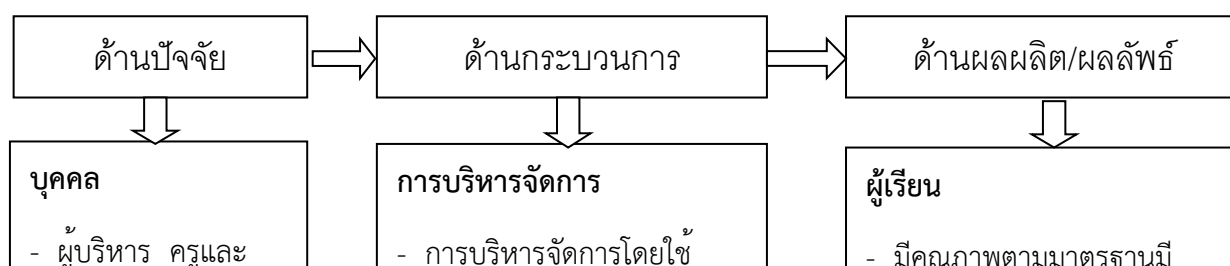 ด้านปัจจัย
ด้านกระบวนการ
ด้านผลผลิต/ผลลัพธ์
บุคคล
- ผู้บริหาร ครูและ
การบริหารจัดการ
- การบริหารจัดการโดยใช้
ผู้เรียน
- มีคุณภาพตามมาตรฐานมี